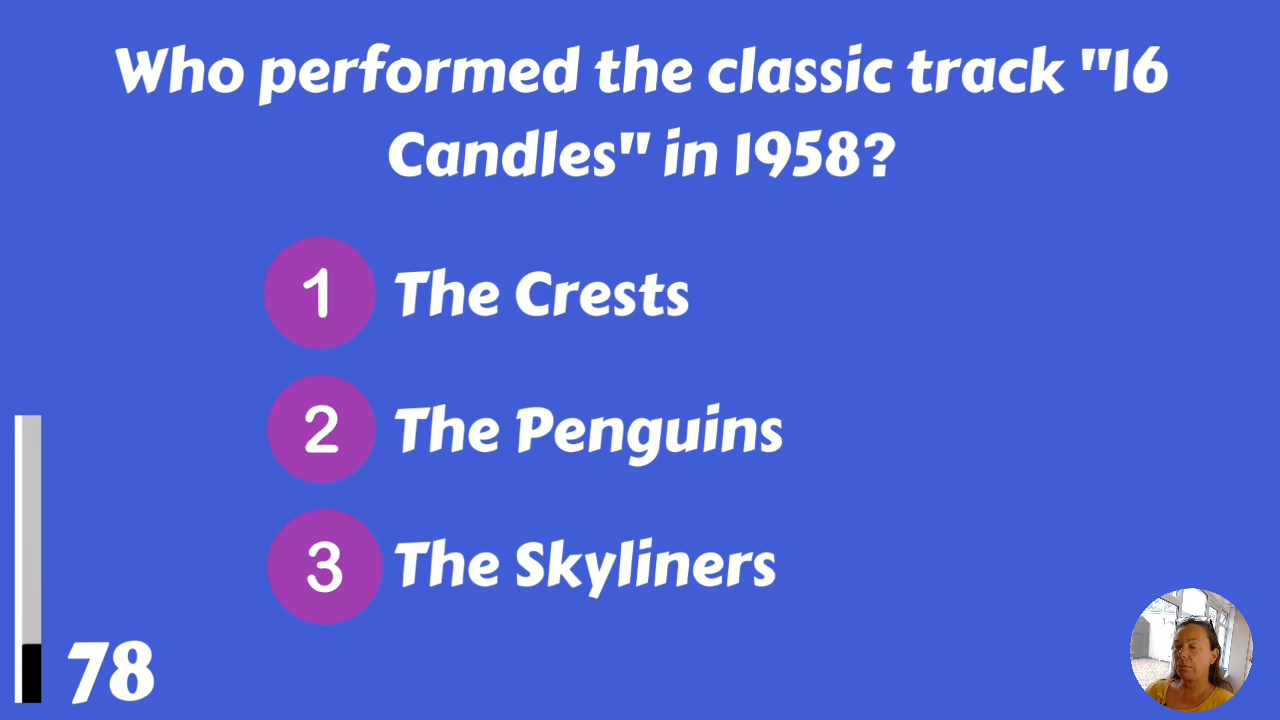 Who performed the classic track "16
Candles" in 1958?
1 The Crests
2 The Penguins
3 The Skyliners
78